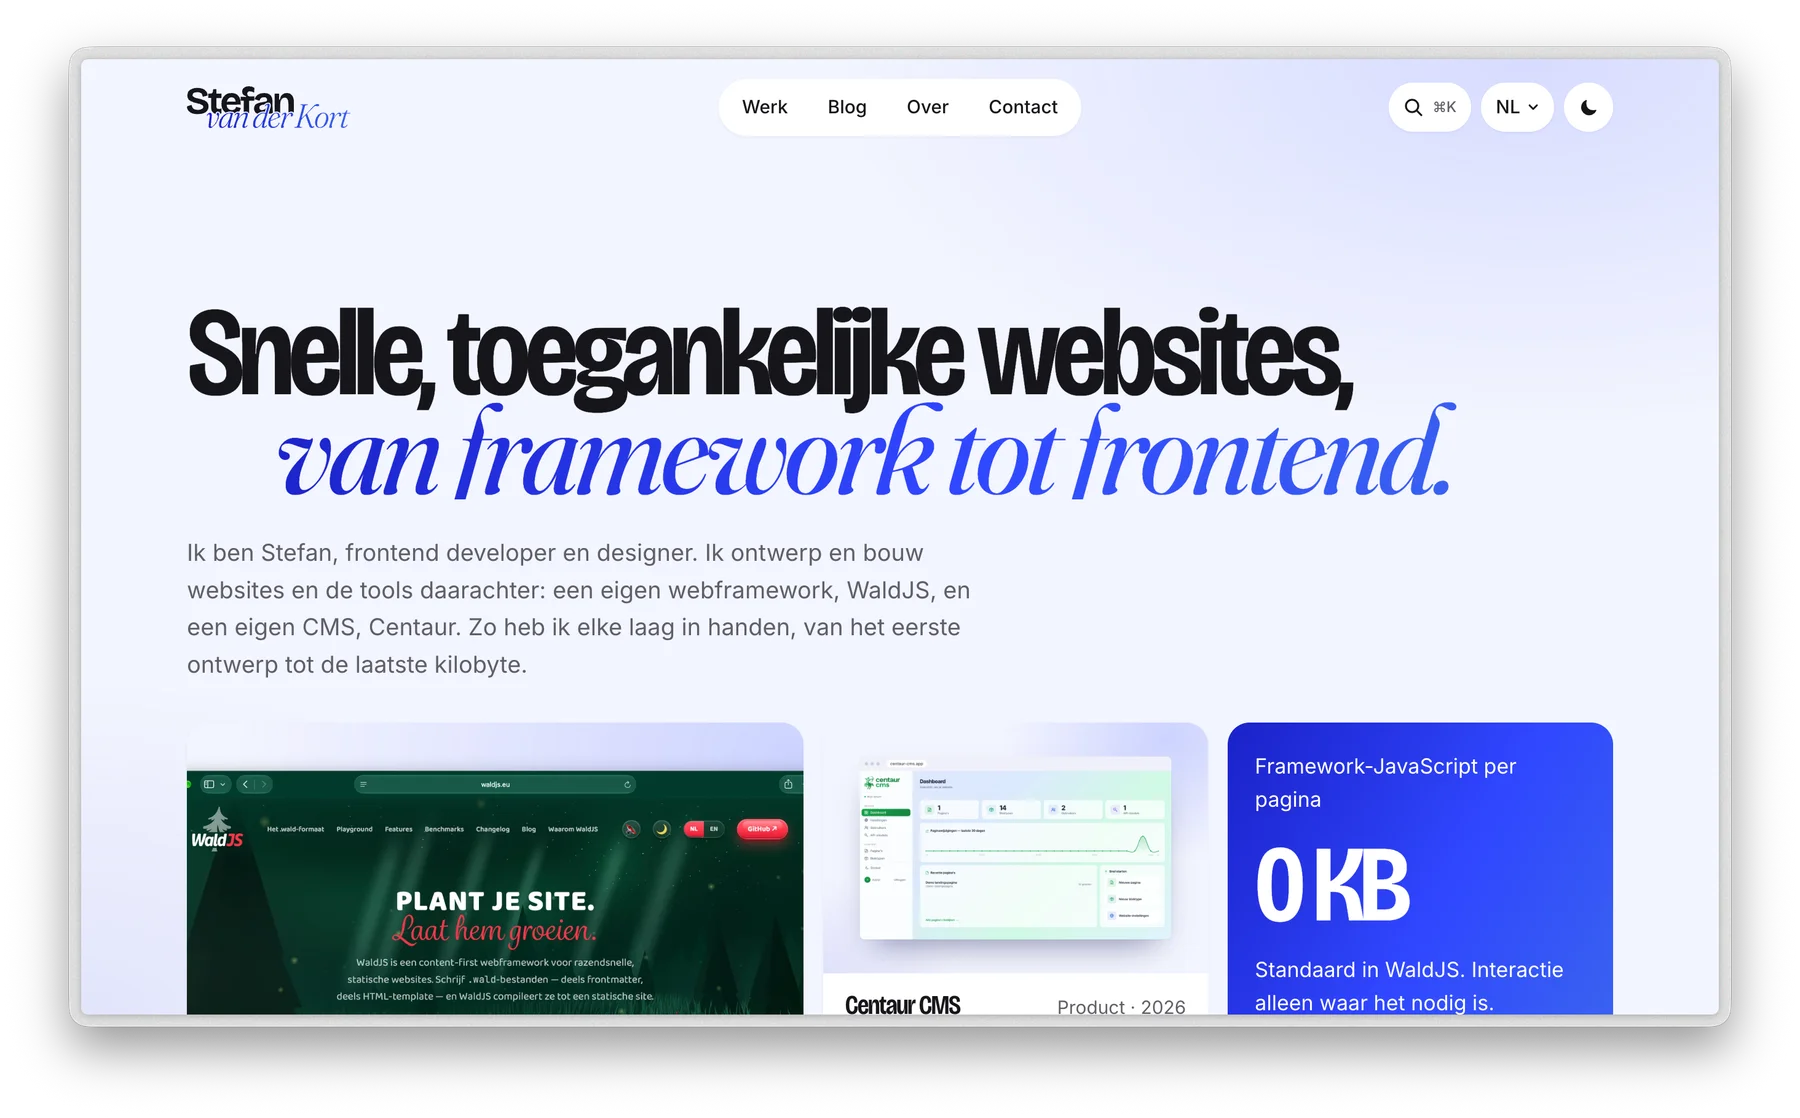 Stefan
van der Kort
Werk
Blog
Over
Contact
⌘K
NL
Snelle, toegankelijke websites,
van framework tot frontend.
Ik ben Stefan, frontend developer en designer. Ik ontwerp en bouw
websites en de tools daarachter: een eigen webframework, WaldJS, en
een eigen CMS, Centaur. Zo heb ik elke laag in handen, van het eerste
ontwerp tot de laatste kilobyte.
waldjs.eu
WaldJS
Het .wald-formaat
Playground
Features
Benchmarks
Changelog
Blog
Waarom WaldJS
NL
EN
GitHub ↗
PLANT JE SITE.
Laat hem groeien.
WaldJS is een content-first webframework voor razendsnelle,
statische websites. Schrijf .wald-bestanden — deels frontmatter,
deels HTML-template — en WaldJS compileert ze tot een statische site.
centaur
cms
Dashboard
1
14
2
1
Centaur CMS
Product · 2026
Framework-JavaScript per
pagina
0 KB
Standaard in WaldJS. Interactie
alleen waar het nodig is.